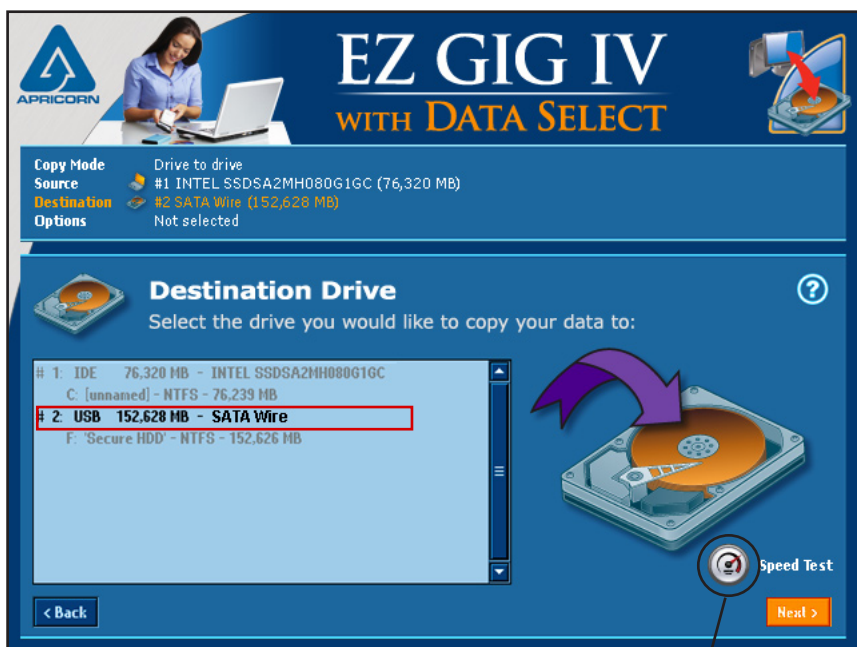 APRICORN
EZ GIG IV
WITH DATA SELECT
Copy Mode Drive to drive
Source #1 INTEL SSDSA2MH080G1GC (76,320 MB)
Destination #2 SATA Wire (152,628 MB)
Options Not selected
Destination Drive
?
Select the drive you would like to copy your data to:
# 1: IDE 76,320 MB - INTEL SSDSA2MH080G1GC
C: [unnamed] - NTFS - 76,239 MB
# 2: USB 152,628 MB - SATA Wire
F: 'Secure HDD' - NTFS - 152,626 MB
Speed Test
< Back
Next >